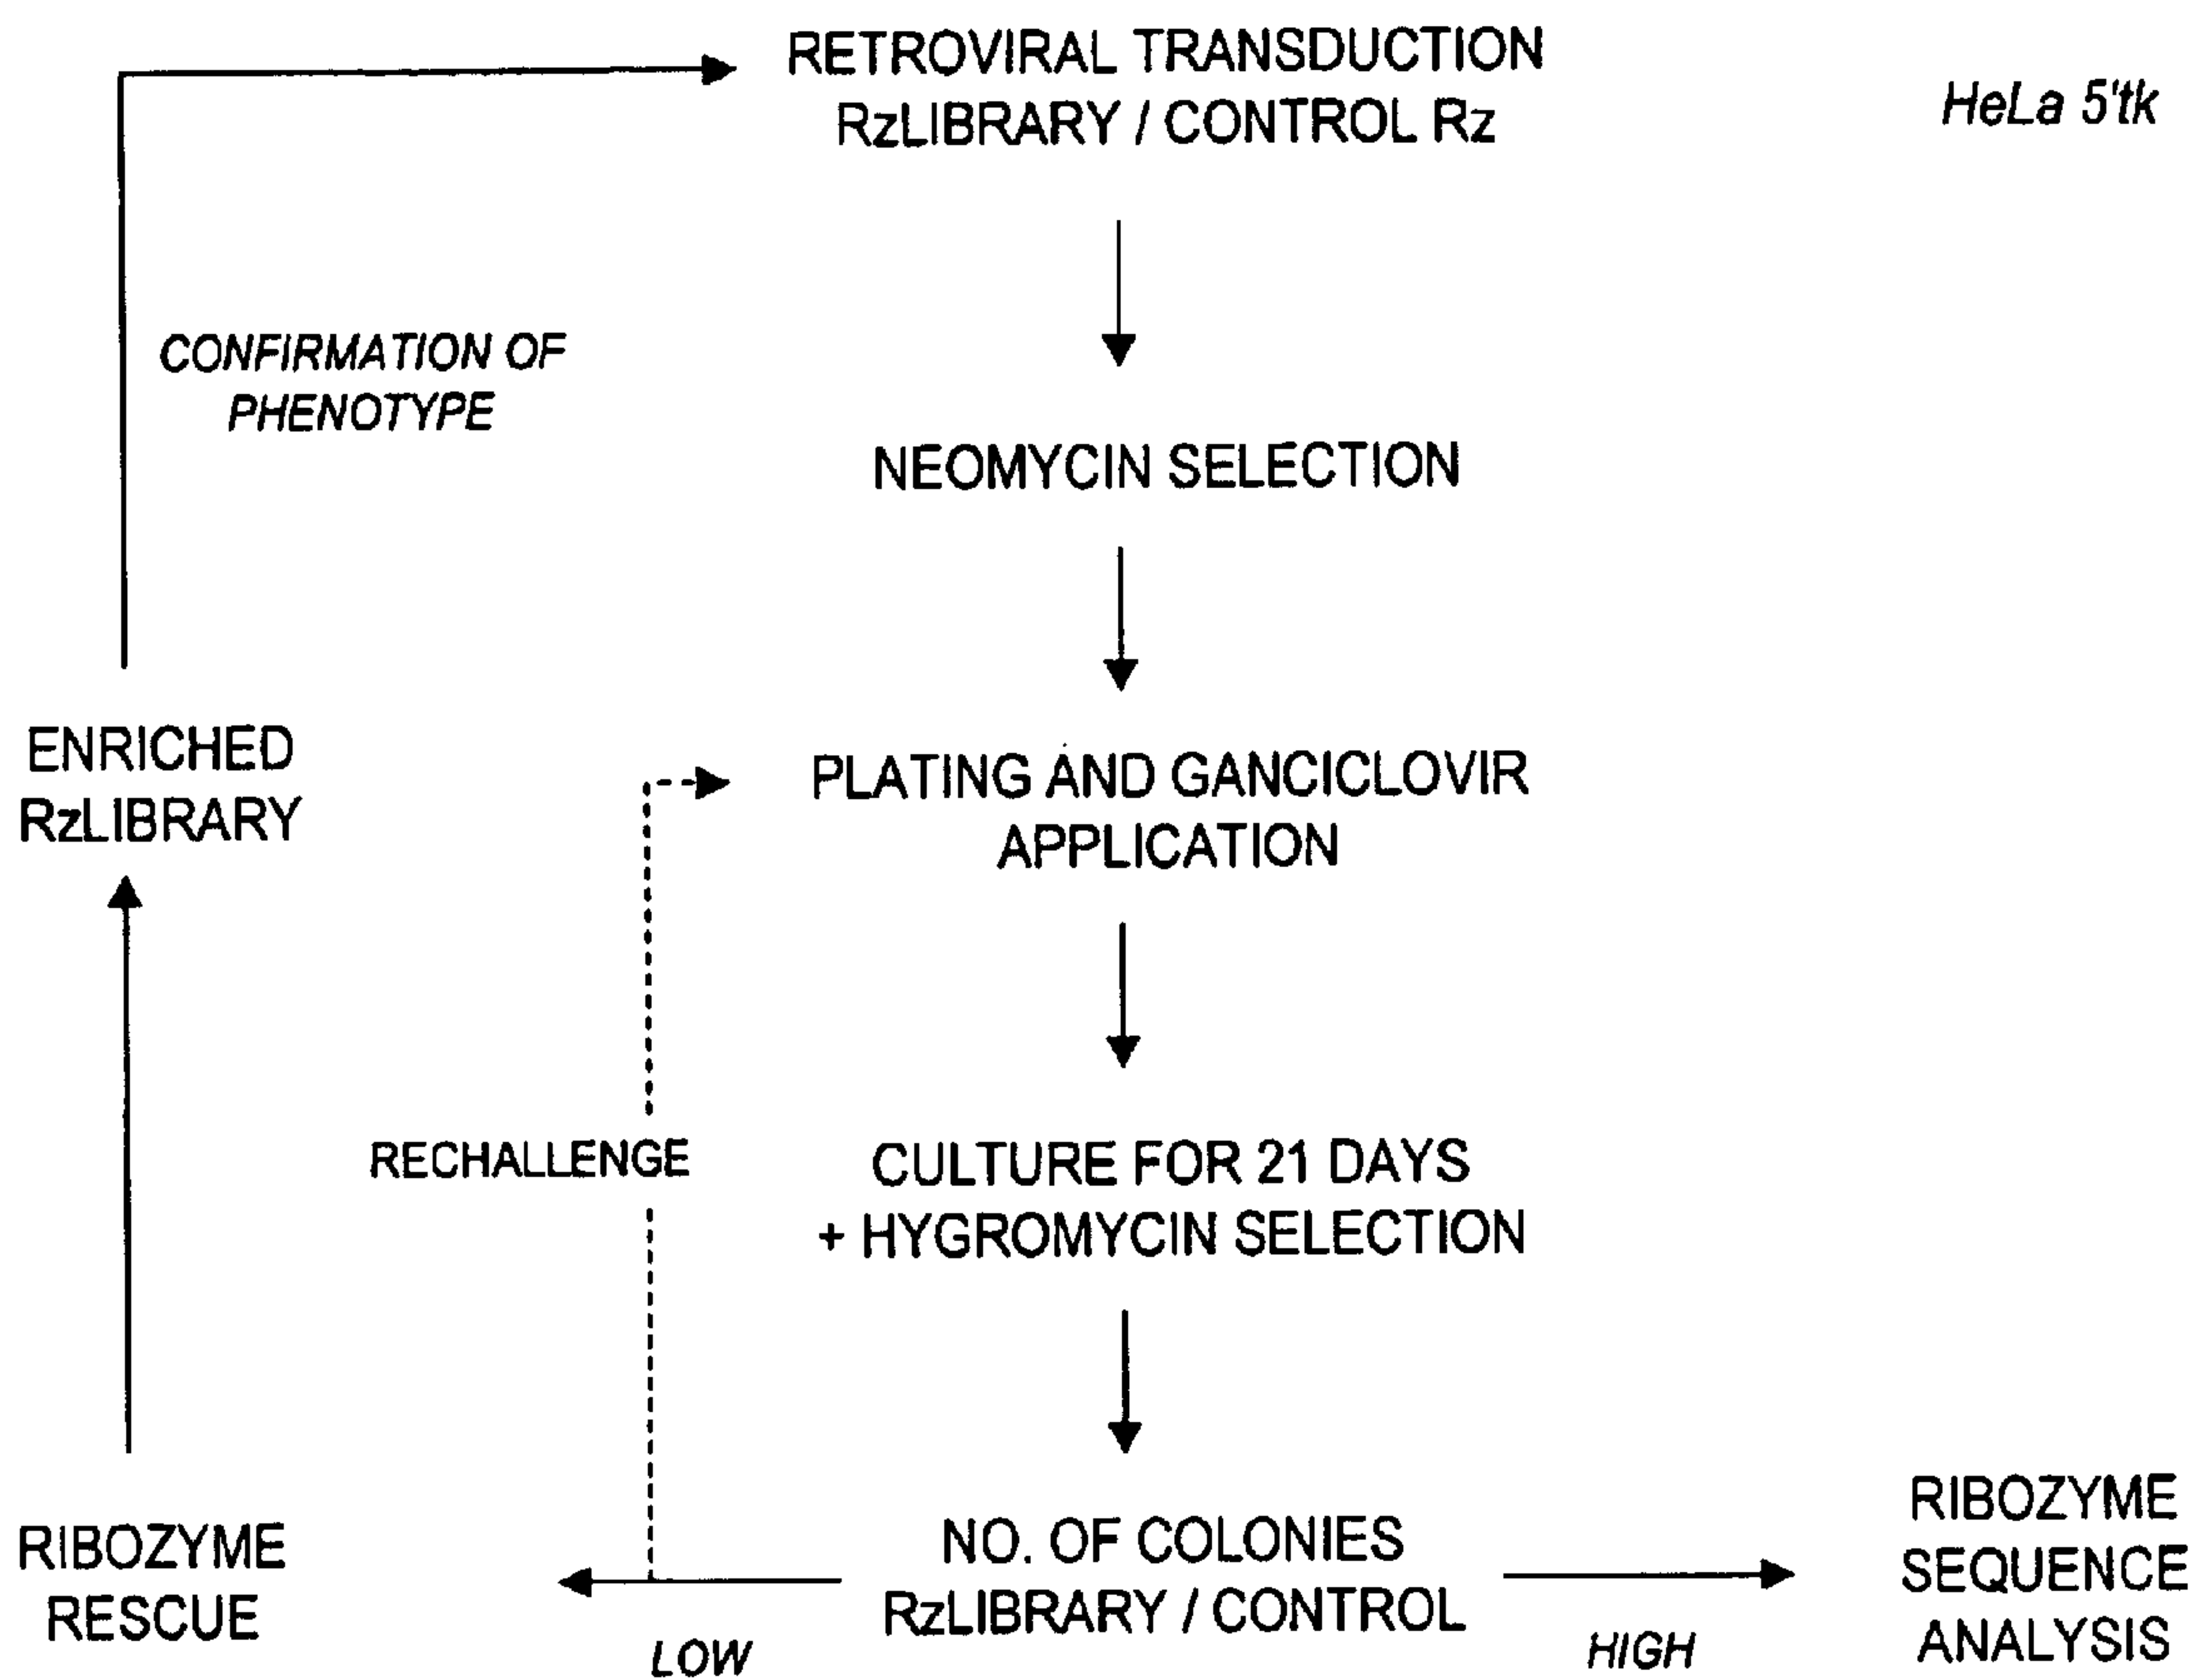 RETROVIRAL TRANSDUCTION
RzLIBRARY / CONTROL Rz
HeLa 5'tk
CONFIRMATION OF
PHENOTYPE
NEOMYCIN SELECTION
ENRICHED
RzLIBRARY
PLATING AND GANCICLOVIR
APPLICATION
RECHALLENGE
CULTURE FOR 21 DAYS
+ HYGROMYCIN SELECTION
RIBOZYME
RESCUE
LOW
NO. OF COLONIES
RzLIBRARY / CONTROL
HIGH
RIBOZYME
SEQUENCE
ANALYSIS